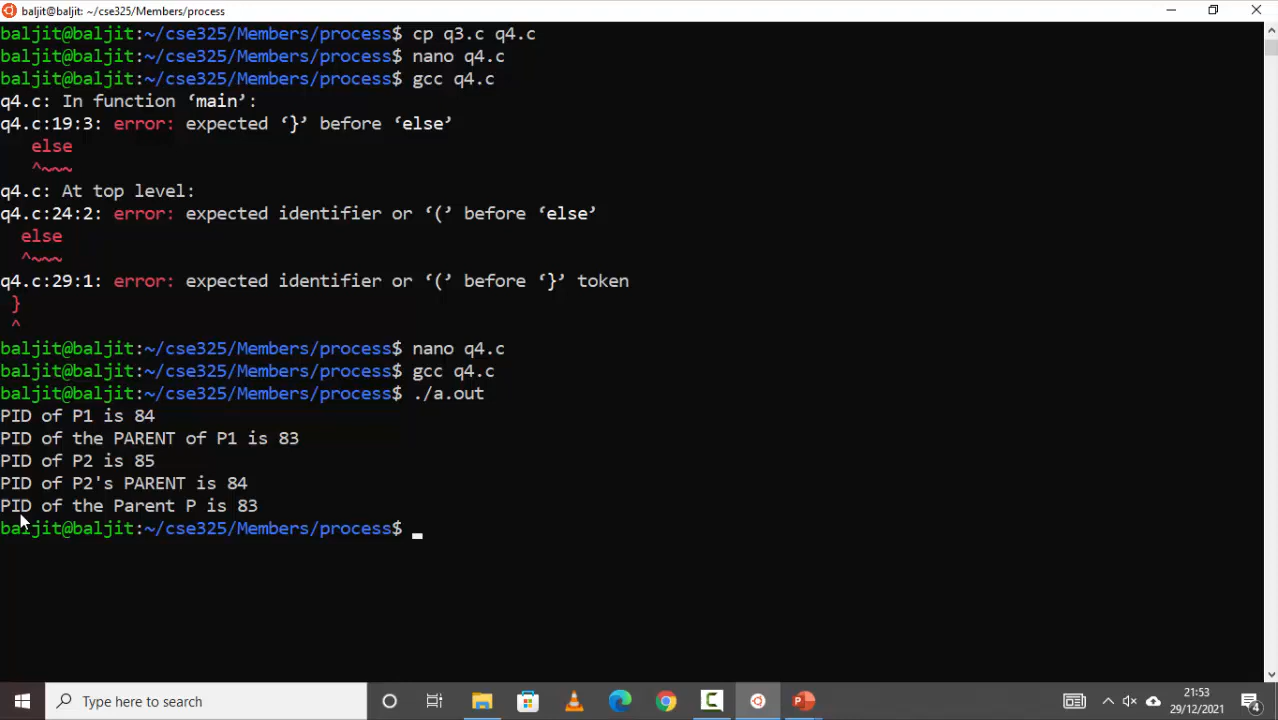 baljit@baljit: ~/cse325/Members/process
baljit@baljit:~/cse325/Members/process$ cp q3.c q4.c
baljit@baljit:~/cse325/Members/process$ nano q4.c
baljit@baljit:~/cse325/Members/process$ gcc q4.c
q4.c: In function ‘main’:
q4.c:19:3: error: expected ‘}’ before ‘else’
else
^~~~
q4.c: At top level:
q4.c:24:2: error: expected identifier or ‘(’ before ‘else’
else
^~~~
q4.c:29:1: error: expected identifier or ‘(’ before ‘}’ token
}
^
baljit@baljit:~/cse325/Members/process$ nano q4.c
baljit@baljit:~/cse325/Members/process$ gcc q4.c
baljit@baljit:~/cse325/Members/process$ ./a.out
PID of P1 is 84
PID of the PARENT of P1 is 83
PID of P2 is 85
PID of P2's PARENT is 84
PID of the Parent P is 83
baljit@baljit:~/cse325/Members/process$
Type here to search
21:53
29/12/2021
4